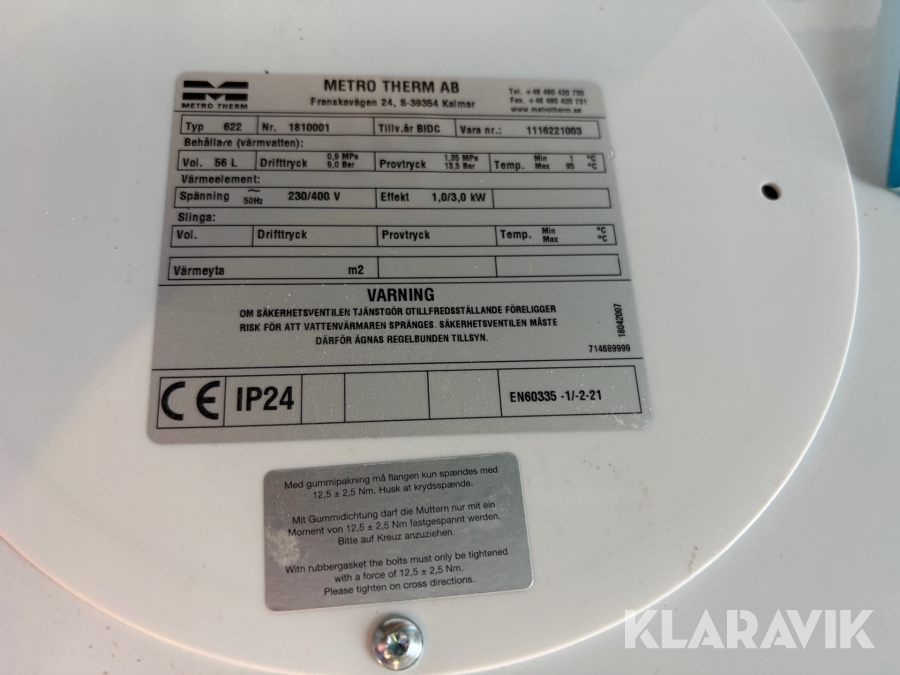 METRO THERM
METRO THERM AB
Franskavägen 24, S-39354 Kalmar
Tel. +46 480 420 730
Fax. +46 480 420 731
www.metrotherm.se
Typ 622 Nr. 1810001 Tillv.år BIDC Vara nr.: 1116221003
Behållare (värmvatten):
Vol. 56 L Drifttryck 0,9 MPa 9,0 Bar Provtryck 1,35 MPa 13,5 Bar Temp. Min 1 °C Max 95 °C
Värmeelement:
Spänning ~ 50Hz 230/400 V Effekt 1,0/3,0 kW
Slinga:
Vol. Drifttryck Provtryck Temp. Min °C Max °C
Värmeyta m2
VARNING
OM SÄKERHETSVENTILEN TJÄNSTGÖR OTILLFREDSSTÄLLANDE FÖRELIGGER
RISK FÖR ATT VATTENVÄRMAREN SPRÄNGES. SÄKERHETSVENTILEN MÅSTE
DÄRFÖR ÄGNAS REGELBUNDEN TILLSYN.
18042007
714689999
CE IP24 EN60335 -1/-2-21
Med gummipakning må flangen kun spændes med
12,5 ± 2,5 Nm. Husk at krydsspænde.
Mit Gummidichtung darf die Muttern nur mit ein
Moment von 12,5 ± 2,5 Nm festgespannt werden.
Bitte auf Kreuz anzuziehen.
With rubbergasket the bolts must only be tightened
with a force of 12,5 ± 2,5 Nm.
Please tighten on cross directions.
KLARAVIK